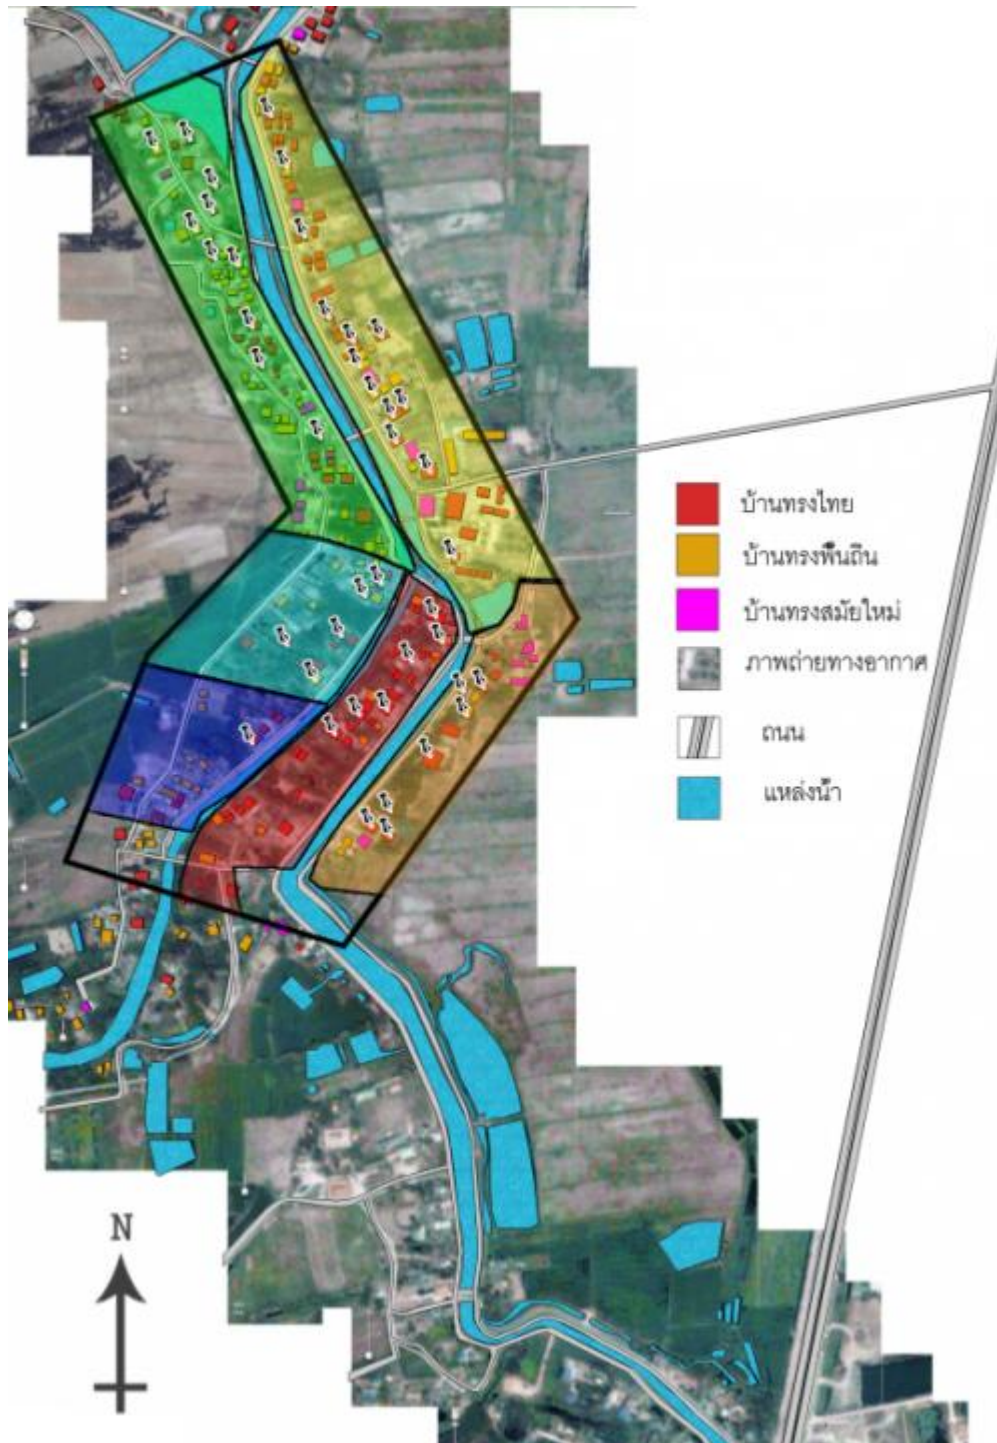 บ้านทรงไทย
บ้านทรงพื้นถิ่น
บ้านทรงสมัยใหม่
ภาพถ่ายทางอากาศ
ถนน
แหล่งน้ำ
N